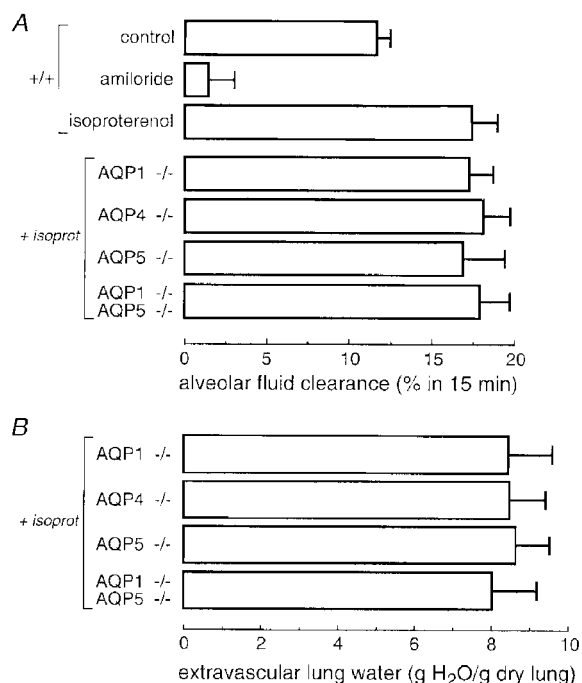 A
control
+/+
amiloride
isoproterenol
AQP1 -/-
AQP4 -/-
+ isoprot
AQP5 -/-
AQP1 -/-
AQP5 -/-
0 5 10 15 20
alveolar fluid clearance (% in 15 min)
B
AQP1 -/-
AQP4 -/-
+ isoprot
AQP5 -/-
AQP1 -/-
AQP5 -/-
0 2 4 6 8 10
extravascular lung water (g H₂O/g dry lung)